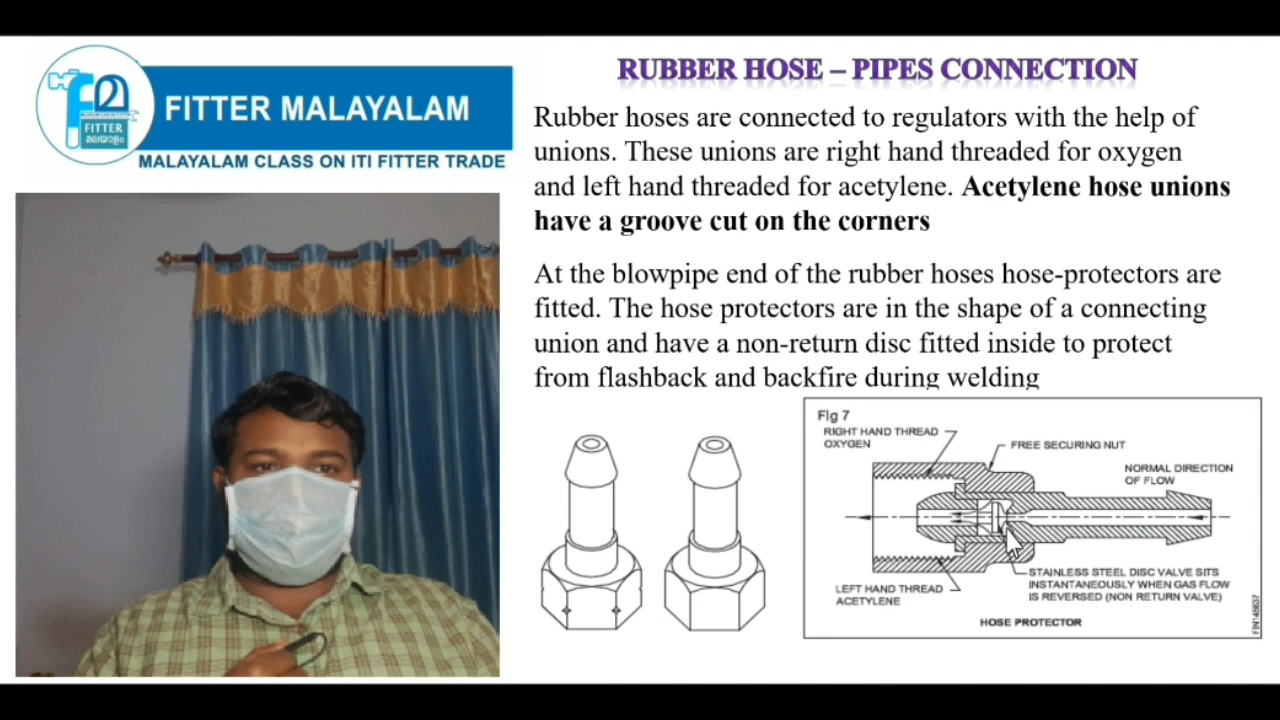 FITTER
മലയാളം
FITTER MALAYALAM
MALAYALAM CLASS ON ITI FITTER TRADE
RUBBER HOSE – PIPES CONNECTION
Rubber hoses are connected to regulators with the help of
unions. These unions are right hand threaded for oxygen
and left hand threaded for acetylene. Acetylene hose unions
have a groove cut on the corners
At the blowpipe end of the rubber hoses hose-protectors are
fitted. The hose protectors are in the shape of a connecting
union and have a non-return disc fitted inside to protect
from flashback and backfire during welding
Fig 7
RIGHT HAND THREAD
OXYGEN
FREE SECURING NUT
NORMAL DIRECTION
OF FLOW
STAINLESS STEEL DISC VALVE SITS
INSTANTANEOUSLY WHEN GAS FLOW
IS REVERSED (NON RETURN VALVE)
LEFT HAND THREAD
ACETYLENE
HOSE PROTECTOR